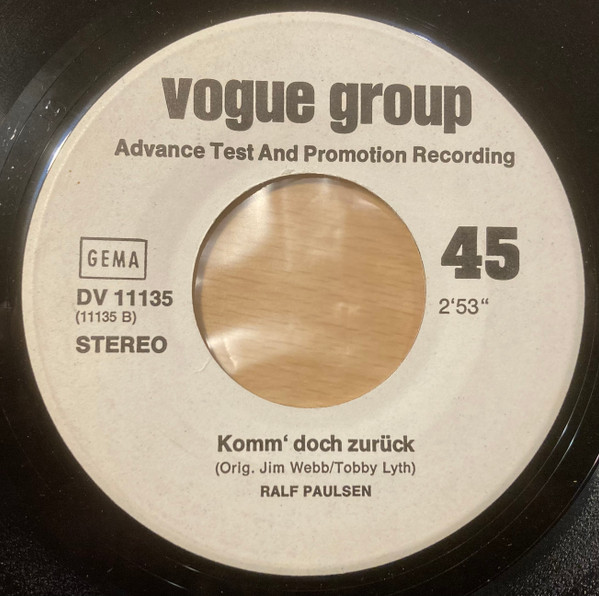 vogue group
Advance Test And Promotion Recording
GEMA
45
DV 11135
(11135 B)
2‘53“
STEREO
Komm‘ doch zurück
(Orig. Jim Webb/Tobby Lyth)
RALF PAULSEN